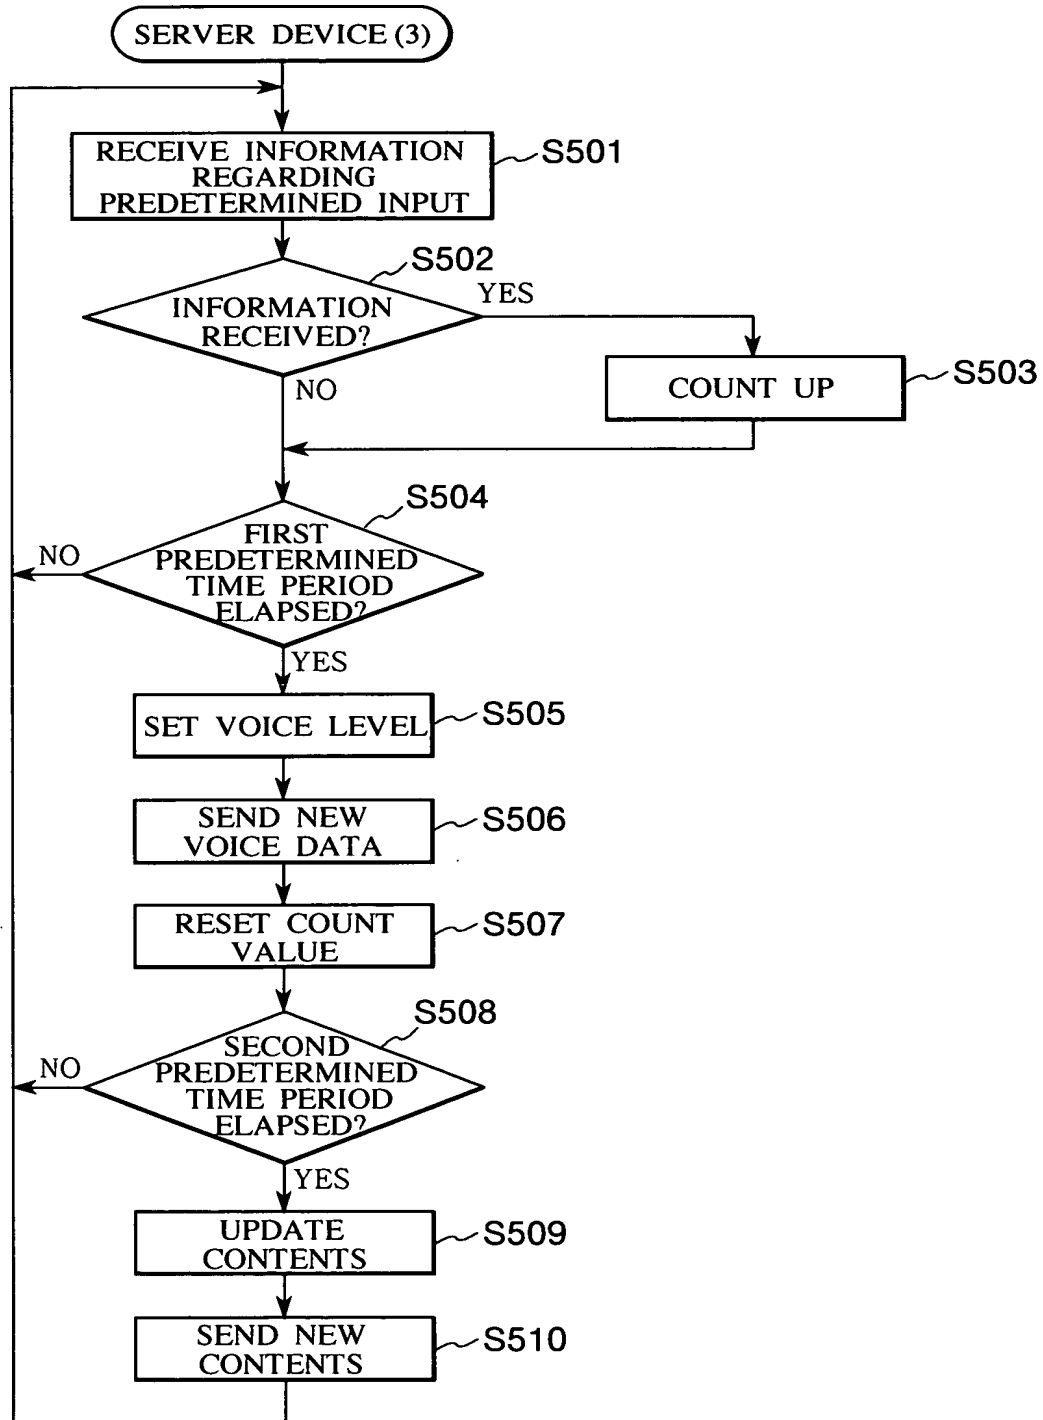 SERVER DEVICE (3)
RECEIVE INFORMATION
REGARDING
PREDETERMINED INPUT
S501
S502
INFORMATION
RECEIVED?
YES
NO
COUNT UP
S503
S504
FIRST
PREDETERMINED
TIME PERIOD
ELAPSED?
NO
YES
SET VOICE LEVEL
S505
SEND NEW
VOICE DATA
S506
RESET COUNT
VALUE
S507
S508
SECOND
PREDETERMINED
TIME PERIOD
ELAPSED?
NO
YES
UPDATE
CONTENTS
S509
SEND NEW
CONTENTS
S510